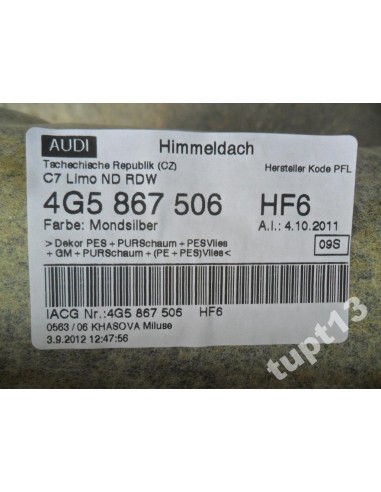 AUDI Himmeldach
Tschechische Republik (CZ) Hersteller Kode PFL
C7 Limo ND RDW
4G5 867 506 HF6
Farbe: Mondsilber A.I.: 4.10.2011
> Dekor PES + PURSchaum + PESVlies 09S
+ GM + PURSchaum + (PE + PES)Vlies<
IACG Nr.:4G5 867 506 HF6
0563 / 06 KHASOVA Miluse
3.9.2012 12:47:56
tupt13